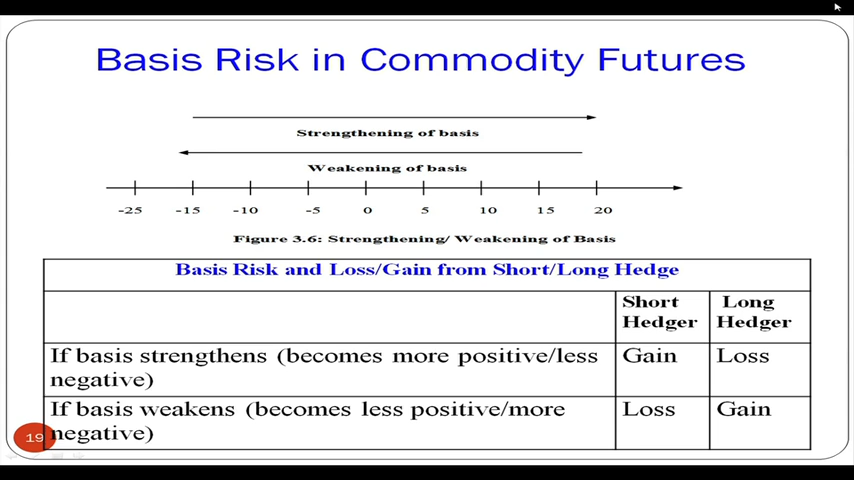 Basis Risk in Commodity Futures
Strengthening of basis
Weakening of basis
-25 -15 -10 -5 0 5 10 15 20
Figure 3.6: Strengthening/ Weakening of Basis
Basis Risk and Loss/Gain from Short/Long Hedge
Short Long
Hedger Hedger
If basis strengthens (becomes more positive/less Gain Loss
negative)
If basis weakens (becomes less positive/more Loss Gain
negative)
19